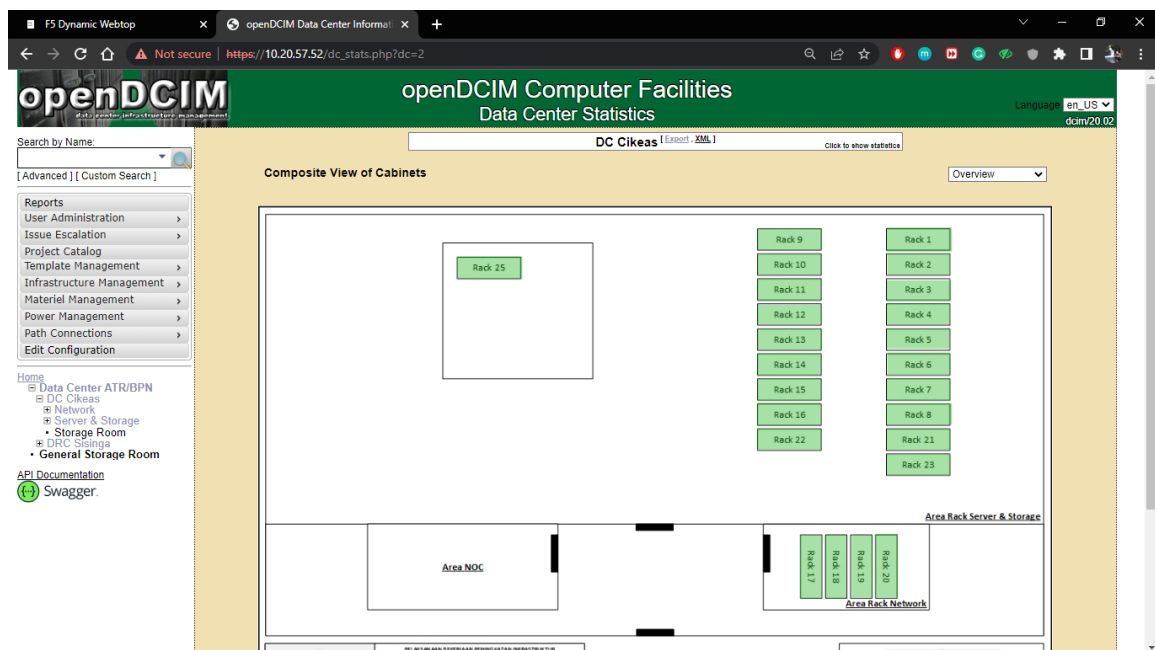 F5 Dynamic Webtop
openDCIM Data Center Informati
Not secure | https://10.20.57.52/dc_stats.php?dc=2
openDCIM
data center infrastructure management
openDCIM Computer Facilities
Data Center Statistics
Language en_US
dcim/20.02
Search by Name:
[ Advanced ] [ Custom Search ]
Reports
User Administration
Issue Escalation
Project Catalog
Template Management
Infrastructure Management
Materiel Management
Power Management
Path Connections
Edit Configuration
Home
Data Center ATR/BPN
DC Cikeas
Network
Server & Storage
Storage Room
DRC Sisinga
General Storage Room
API Documentation
Swagger.
DC Cikeas [ Export , XML ]
Click to show statistics
Composite View of Cabinets
Overview
Rack 25
Rack 9
Rack 10
Rack 11
Rack 12
Rack 13
Rack 14
Rack 15
Rack 16
Rack 22
Rack 1
Rack 2
Rack 3
Rack 4
Rack 5
Rack 6
Rack 7
Rack 8
Rack 21
Rack 23
Area Rack Server & Storage
Area NOC
Rack 17
Rack 18
Rack 19
Rack 20
Area Rack Network